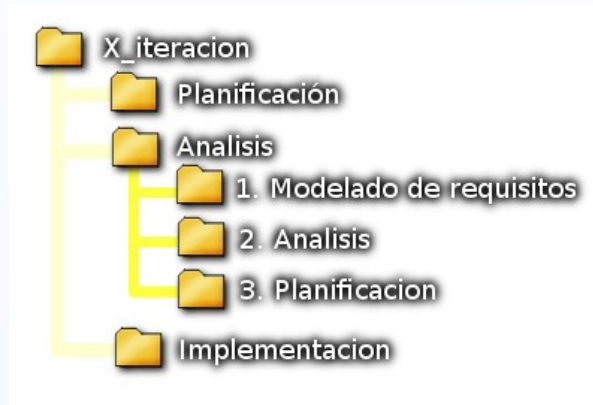 X_iteracion
Planificación
Analisis
1. Modelado de requisitos
2. Analisis
3. Planificacion
Implementacion